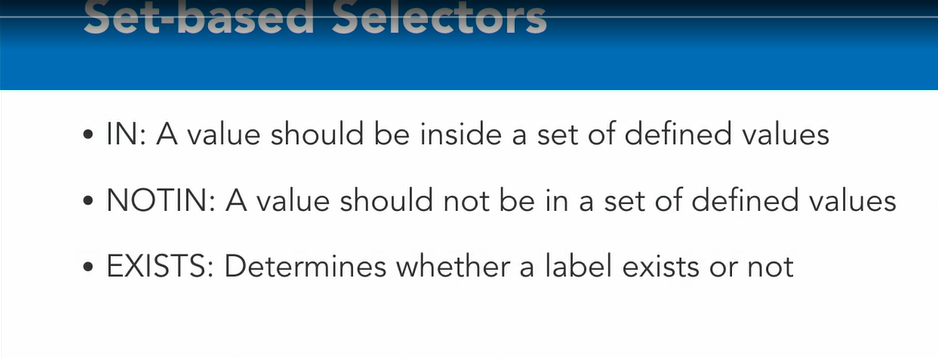 Set-based Selectors
• IN: A value should be inside a set of defined values
• NOTIN: A value should not be in a set of defined values
• EXISTS: Determines whether a label exists or not